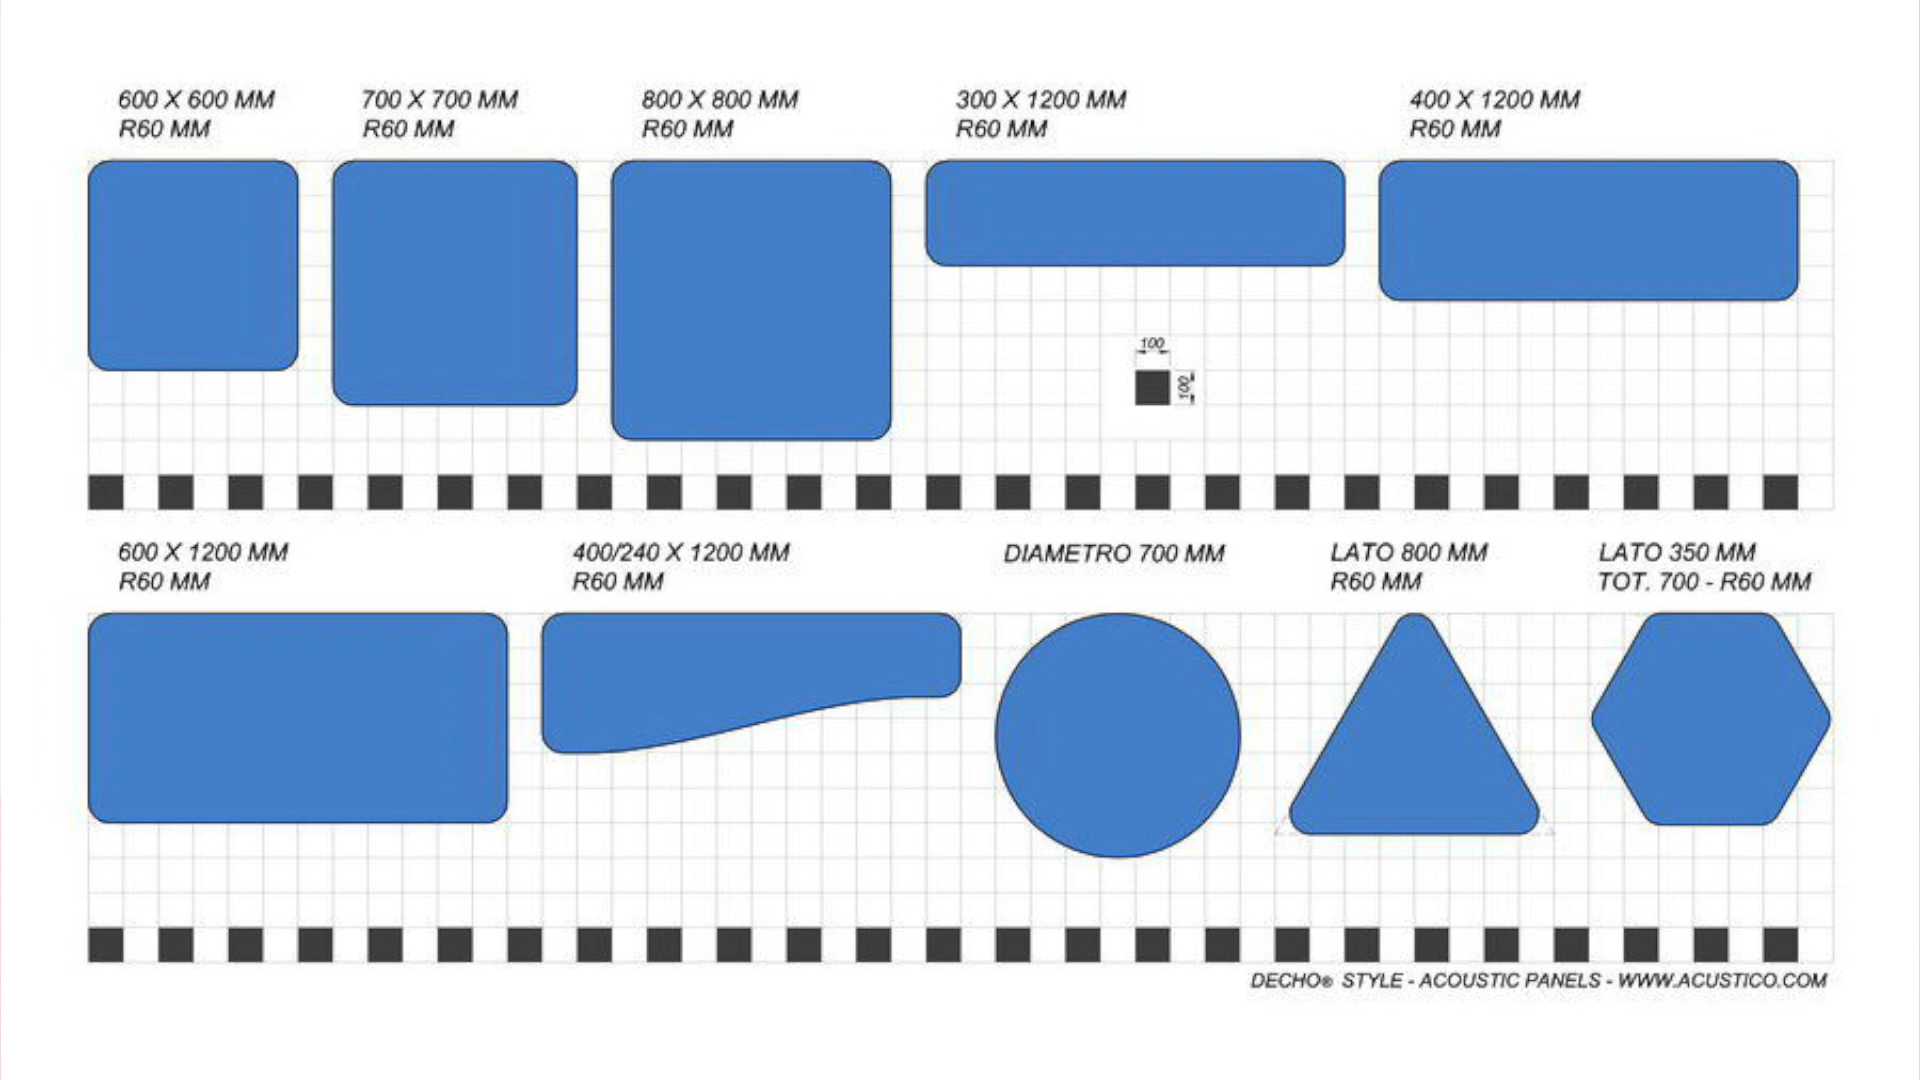 600 X 600 MM
R60 MM
700 X 700 MM
R60 MM
800 X 800 MM
R60 MM
300 X 1200 MM
R60 MM
400 X 1200 MM
R60 MM
100
100
600 X 1200 MM
R60 MM
400/240 X 1200 MM
R60 MM
DIAMETRO 700 MM
LATO 800 MM
R60 MM
LATO 350 MM
TOT. 700 - R60 MM
DECHO® STYLE - ACOUSTIC PANELS - WWW.ACUSTICO.COM